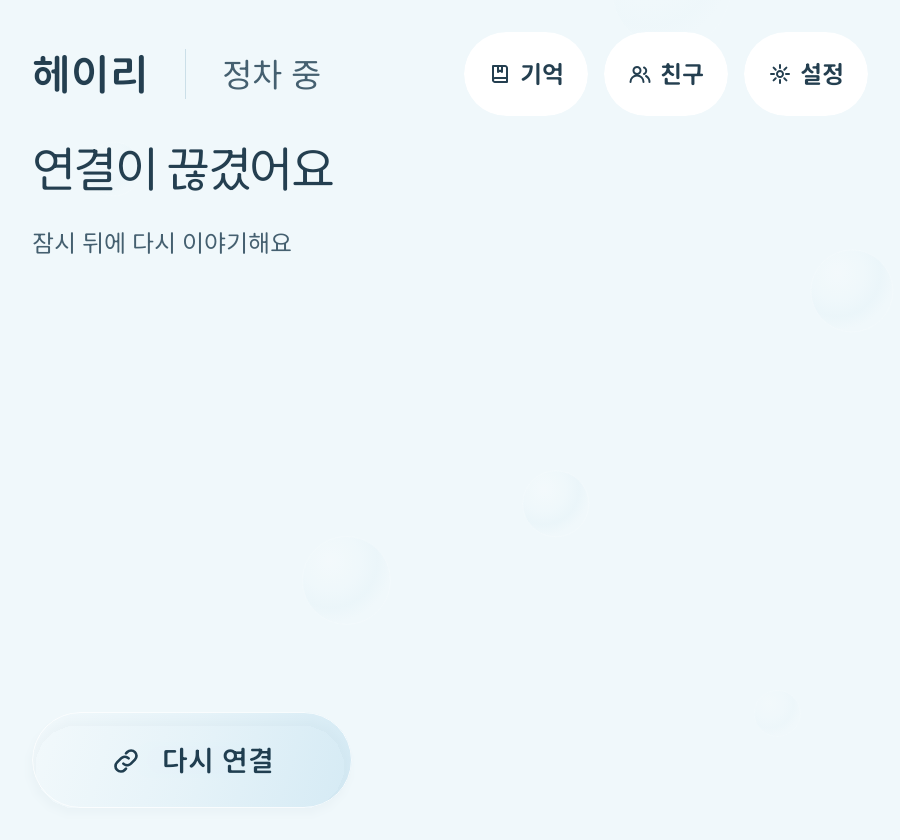 헤이리
정차 중
기억
친구
설정
연결이 끊겼어요
잠시 뒤에 다시 이야기해요
다시 연결